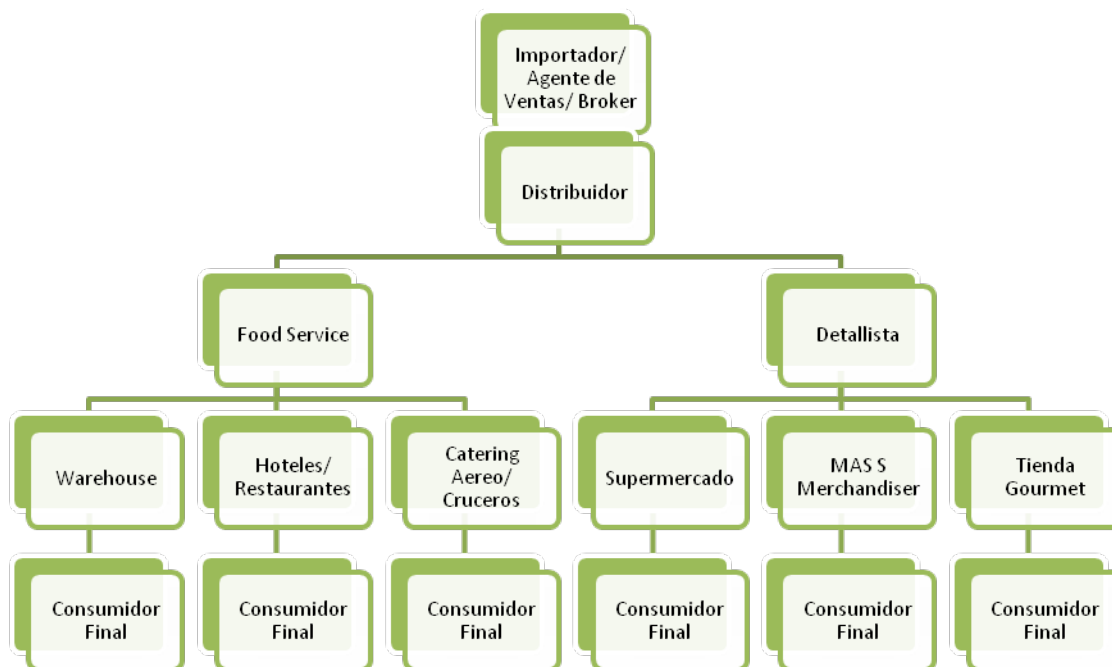 Importador/
Agente de
Ventas/ Broker
Distribuidor
Food Service
Detallista
Warehouse
Hoteles/
Restaurantes
Catering
Aereo/
Cruceros
Supermercado
MAS S
Merchandiser
Tienda
Gourmet
Consumidor
Final
Consumidor
Final
Consumidor
Final
Consumidor
Final
Consumidor
Final
Consumidor
Final